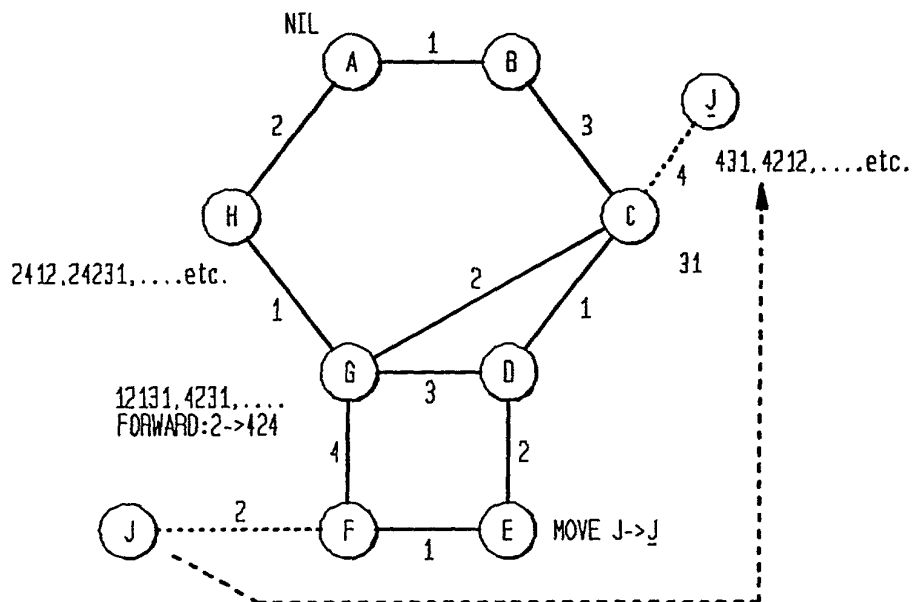 NIL
A
1
B
J
2
3
4
431,4212,....etc.
H
C
2412,24231,....etc.
31
2
1
1
G
3
D
12131,4231,....
FORWARD:2->424
4
2
J
2
F
1
E
MOVE J->J